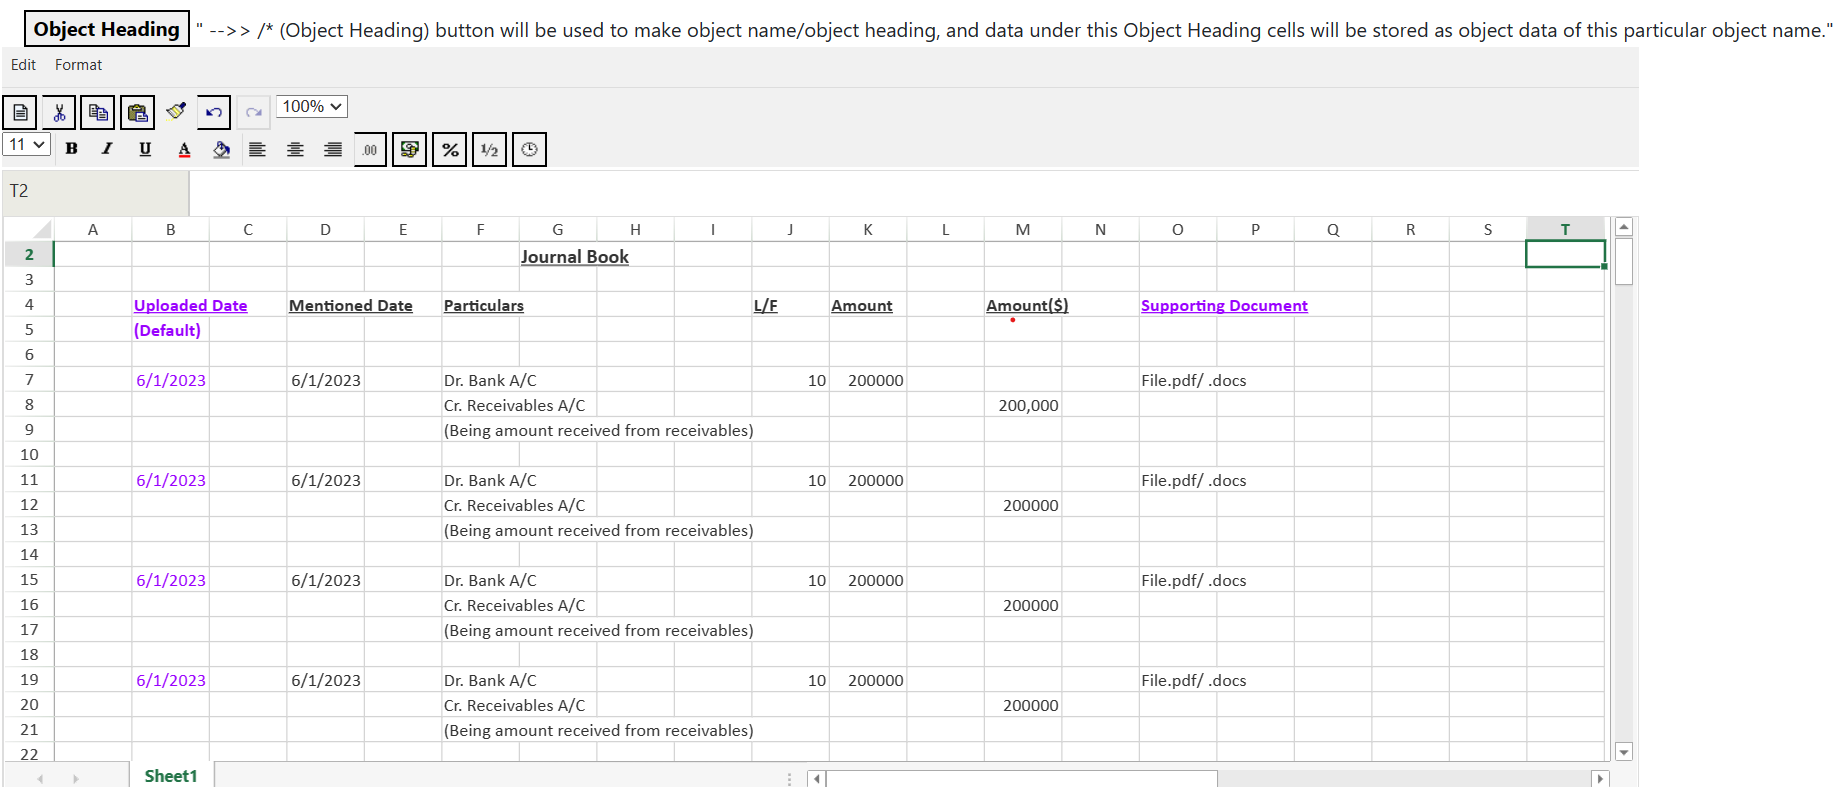 Object Heading " -->> /* (Object Heading) button will be used to make object name/object heading, and data under this Object Heading cells will be stored as object data of this particular object name."
Edit Format
100%
11 B I U A .00 % 1/2
T2
A B C D E F G H I J K L M N O P Q R S T
2 Journal Book
3
4 Uploaded Date Mentioned Date Particulars L/F Amount Amount($) Supporting Document
5 (Default)
6
7 6/1/2023 6/1/2023 Dr. Bank A/C 10 200000 File.pdf/ .docs
8 Cr. Receivables A/C 200,000
9 (Being amount received from receivables)
10
11 6/1/2023 6/1/2023 Dr. Bank A/C 10 200000 File.pdf/ .docs
12 Cr. Receivables A/C 200000
13 (Being amount received from receivables)
14
15 6/1/2023 6/1/2023 Dr. Bank A/C 10 200000 File.pdf/ .docs
16 Cr. Receivables A/C 200000
17 (Being amount received from receivables)
18
19 6/1/2023 6/1/2023 Dr. Bank A/C 10 200000 File.pdf/ .docs
20 Cr. Receivables A/C 200000
21 (Being amount received from receivables)
22
Sheet1